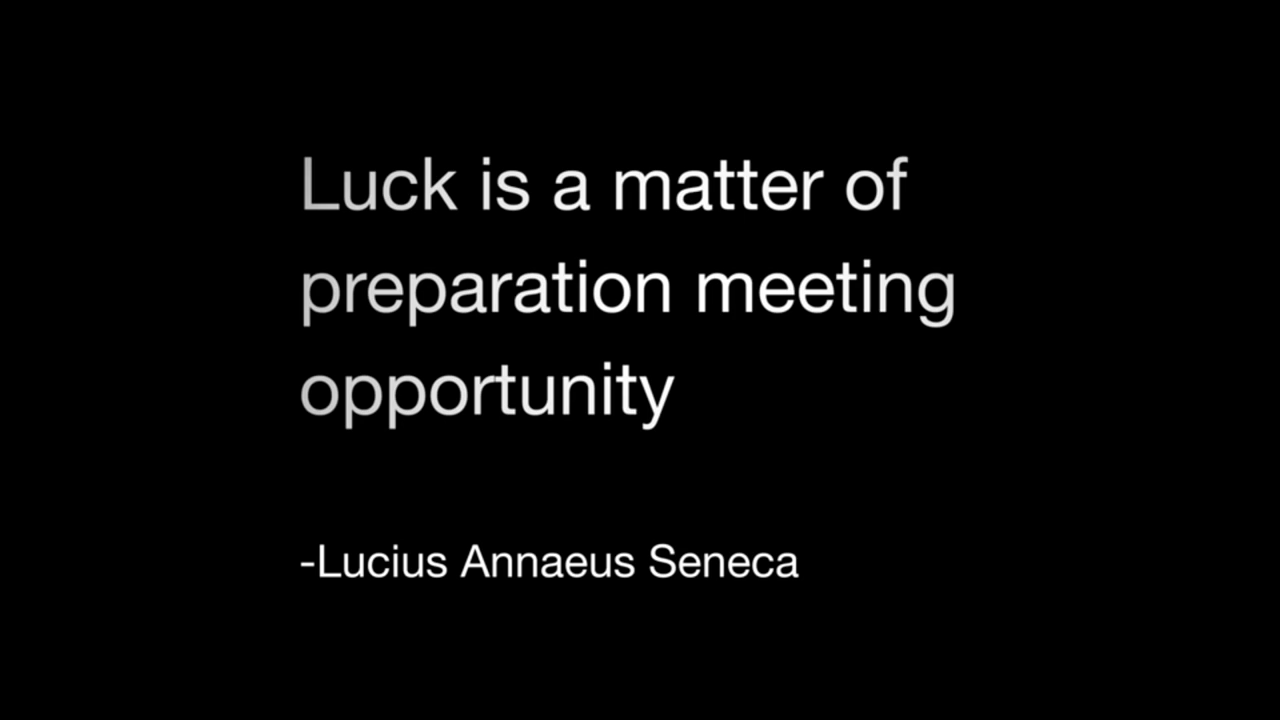 Luck is a matter of
preparation meeting
opportunity
-Lucius Annaeus Seneca